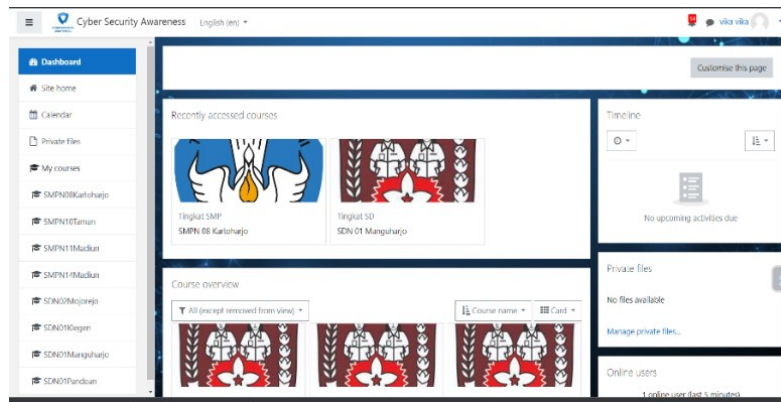 Cyber Security Awareness
English (en)
vika vika
Dashboard
Site home
Calendar
Private files
My courses
SMPN08Kartoharjo
SMPN10Taman
SMPN11Madiun
SMPN14Madiun
SDN02Mojorejo
SDN01Klegen
SDN01Manguharjo
SDN01Pandean
Customise this page
Recently accessed courses
Tingkat SMP
SMPN 08 Kartoharjo
Tingkat SD
SDN 01 Manguharjo
Course overview
All (except removed from view)
Course name
Card
Timeline
No upcoming activities due
Private files
No files available
Manage private files...
Online users
1 online user (last 5 minutes)